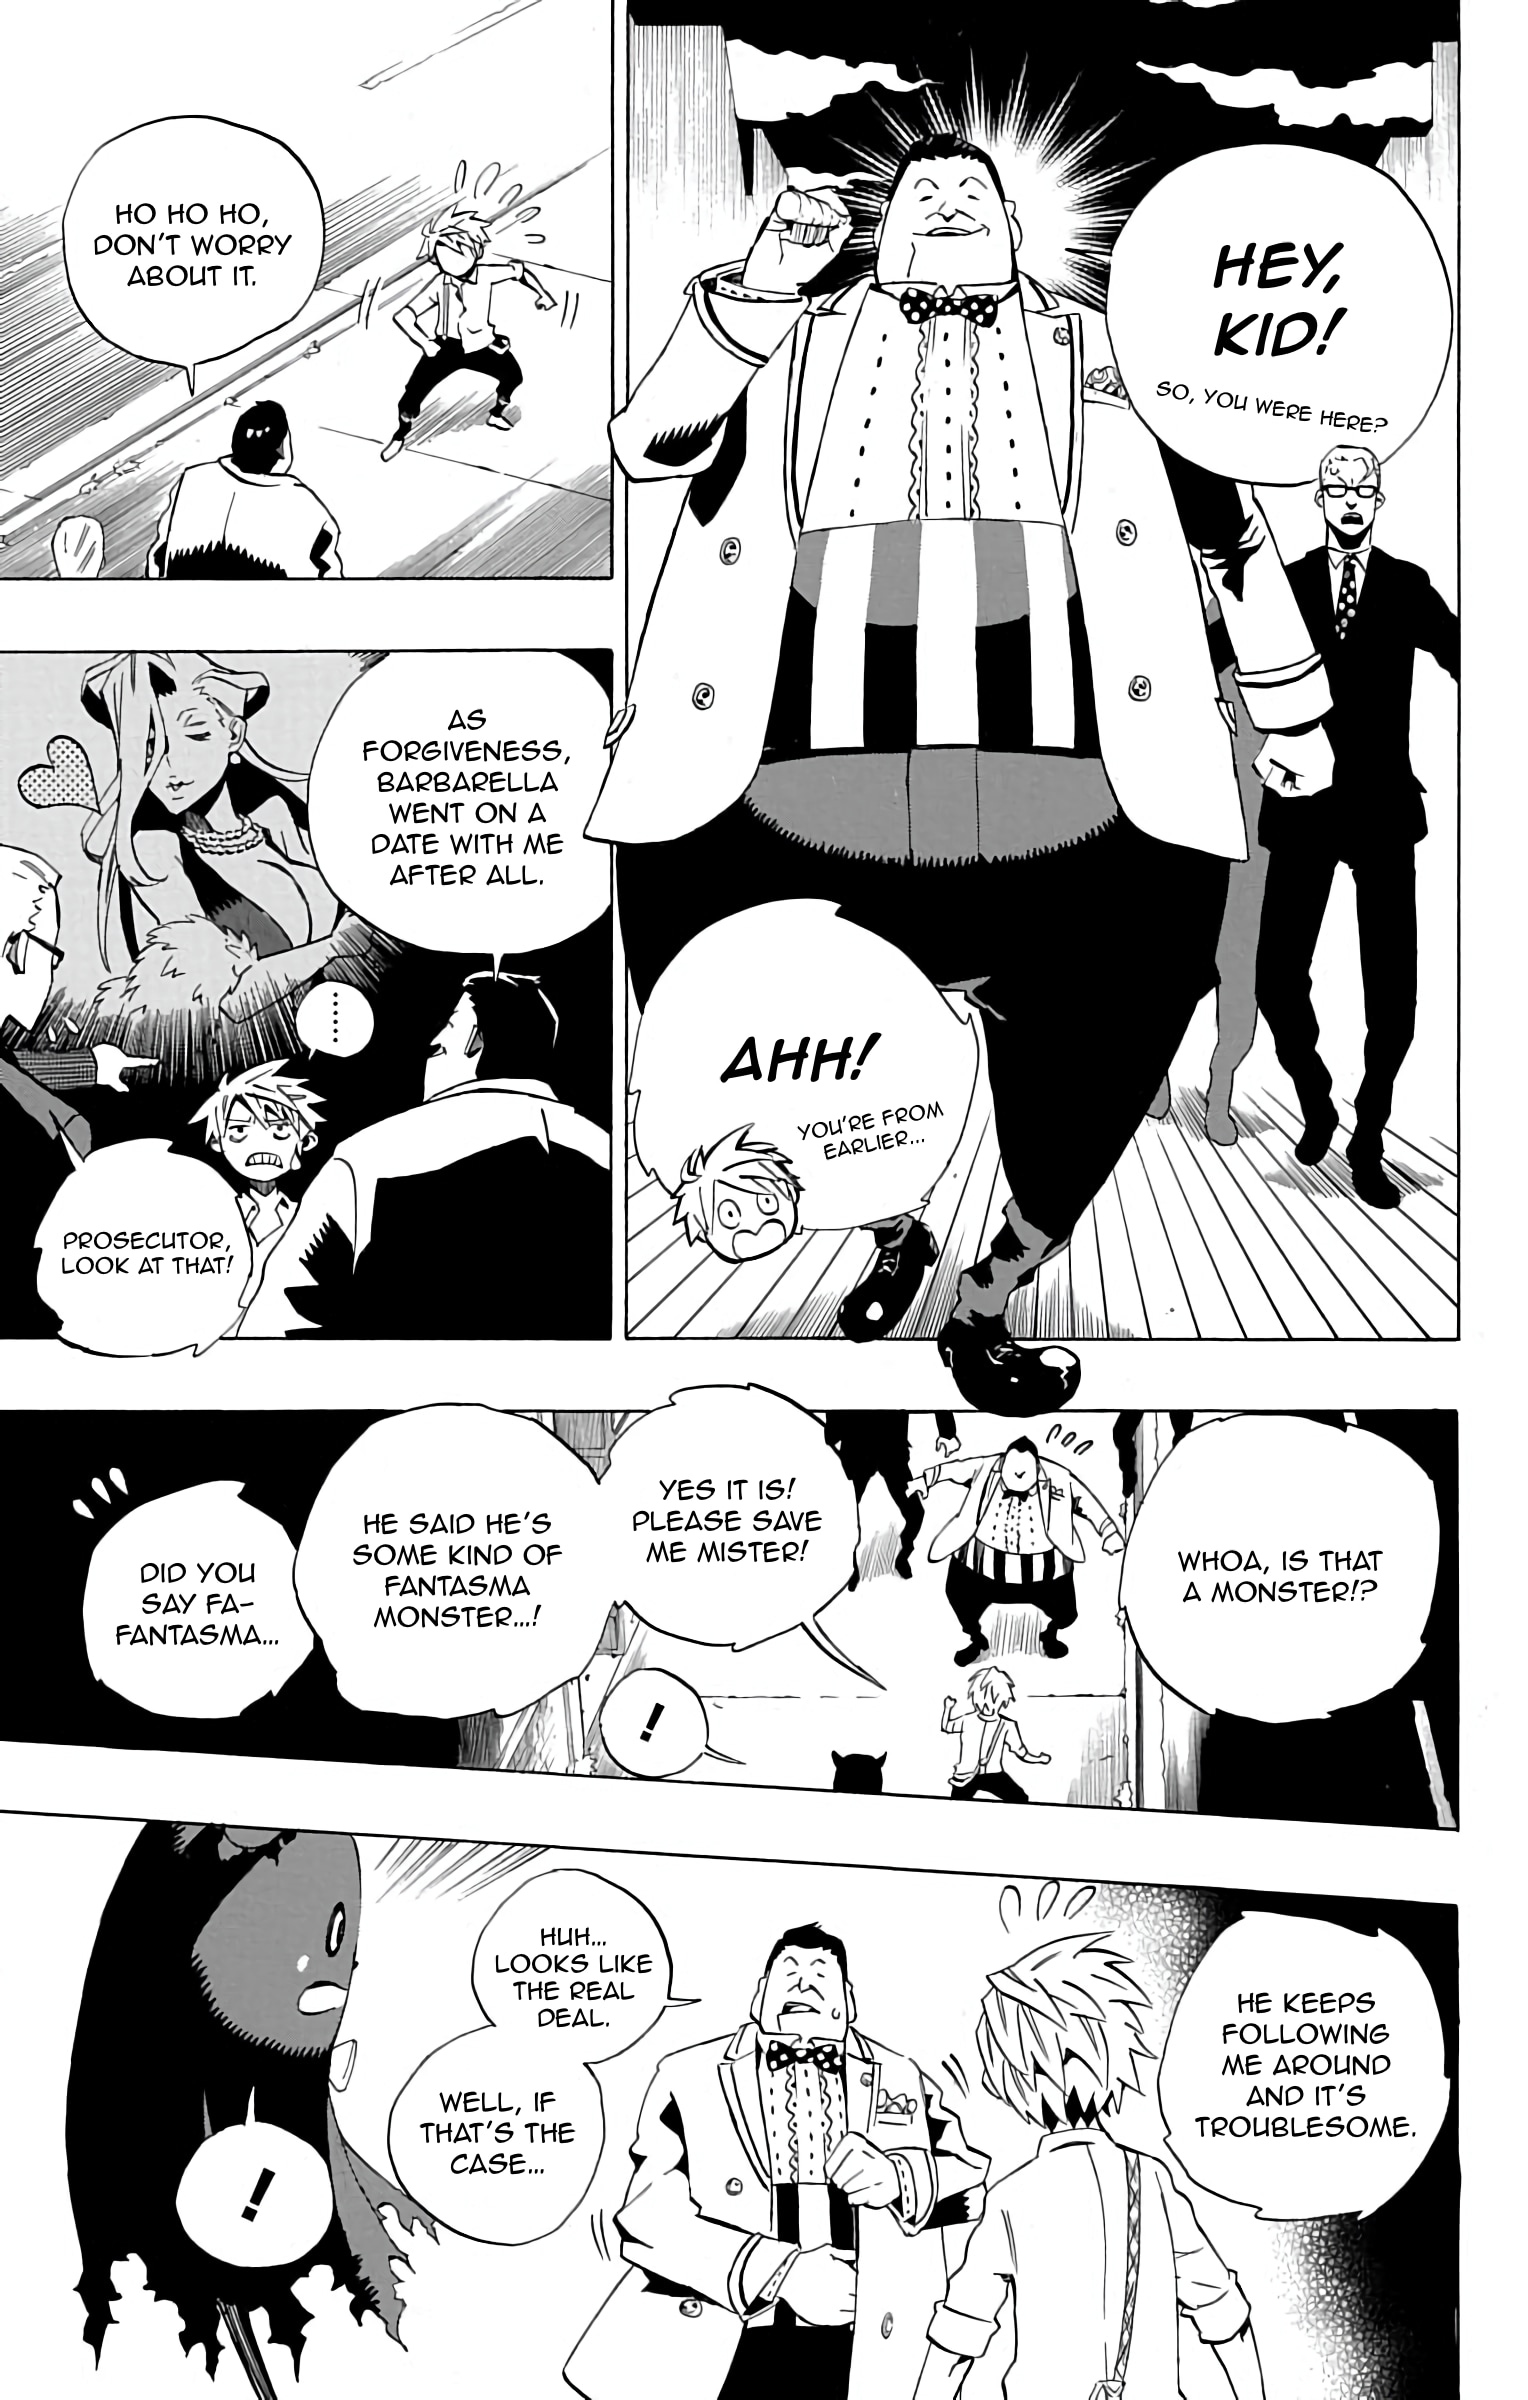 HEY,
KID!
SO, YOU WERE HERE?
AHH!
YOU'RE FROM
EARLIER...
HO HO HO,
DON'T WORRY
ABOUT IT.
AS
FORGIVENESS,
BARBARELLA
WENT ON A
DATE WITH ME
AFTER ALL.
......
PROSECUTOR,
LOOK AT THAT!
WHOA, IS THAT
A MONSTER!?
YES IT IS!
PLEASE SAVE
ME MISTER!
!
HE SAID HE'S
SOME KIND OF
FANTASMA
MONSTER...!
DID YOU
SAY FA-
FANTASMA...
HE KEEPS
FOLLOWING
ME AROUND
AND IT'S
TROUBLESOME.
HUH...
LOOKS LIKE
THE REAL
DEAL.
WELL, IF
THAT'S THE
CASE...
!